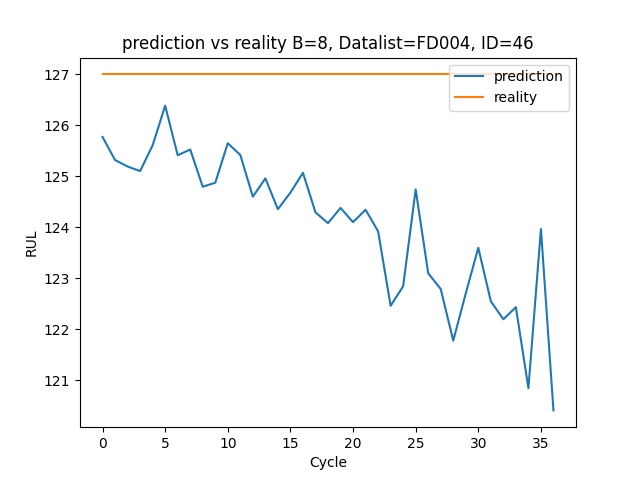 prediction vs reality B=8, Datalist=FD004, ID=46
127
126
125
124
123
122
121
RUL
prediction
reality
0 5 10 15 20 25 30 35
Cycle